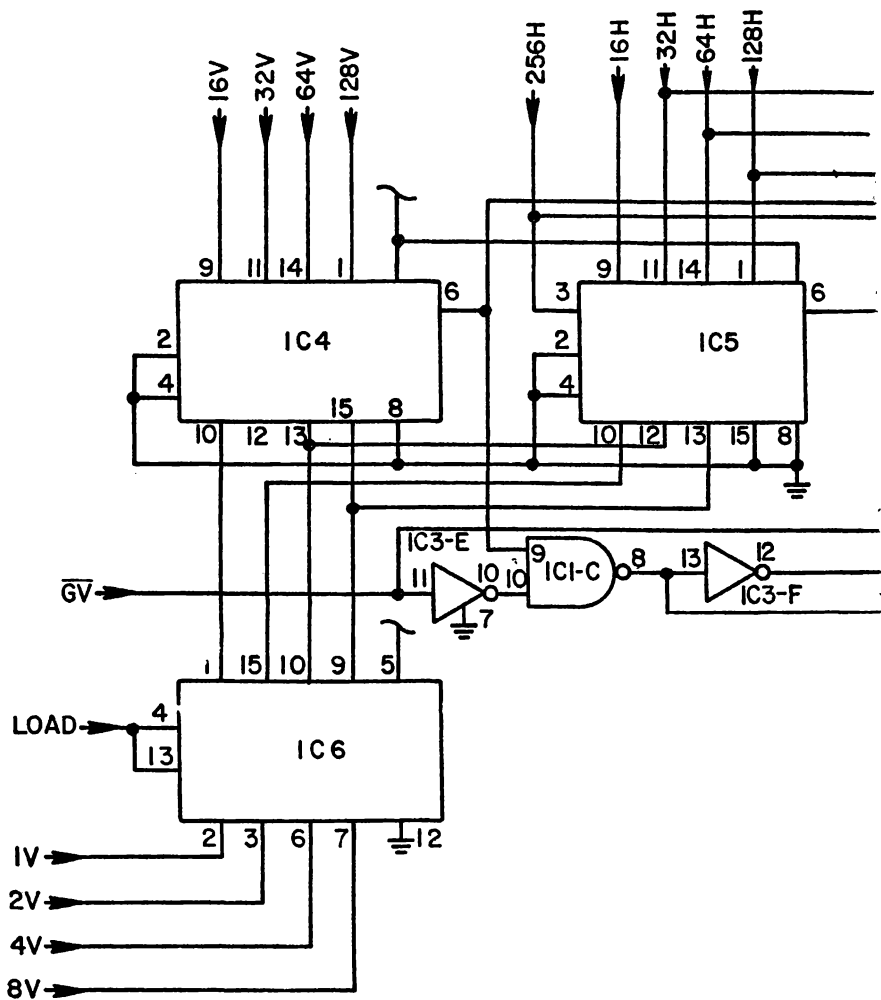 16V 32V 64V 128V 256H 16H 32H 64H 128H
9 11 14 1 9 11 14 1
6 3 6
2 IC4 2 IC5
4 4
15 8
10 12 13 10 12 13 15 8
IC3-E
9 8 13 12
11 10 10 IC1-C
G̅V̅ IC3-F
7
1 15 10 9 5
LOAD 4
13 IC6
2 3 6 7 12
1V
2V
4V
8V